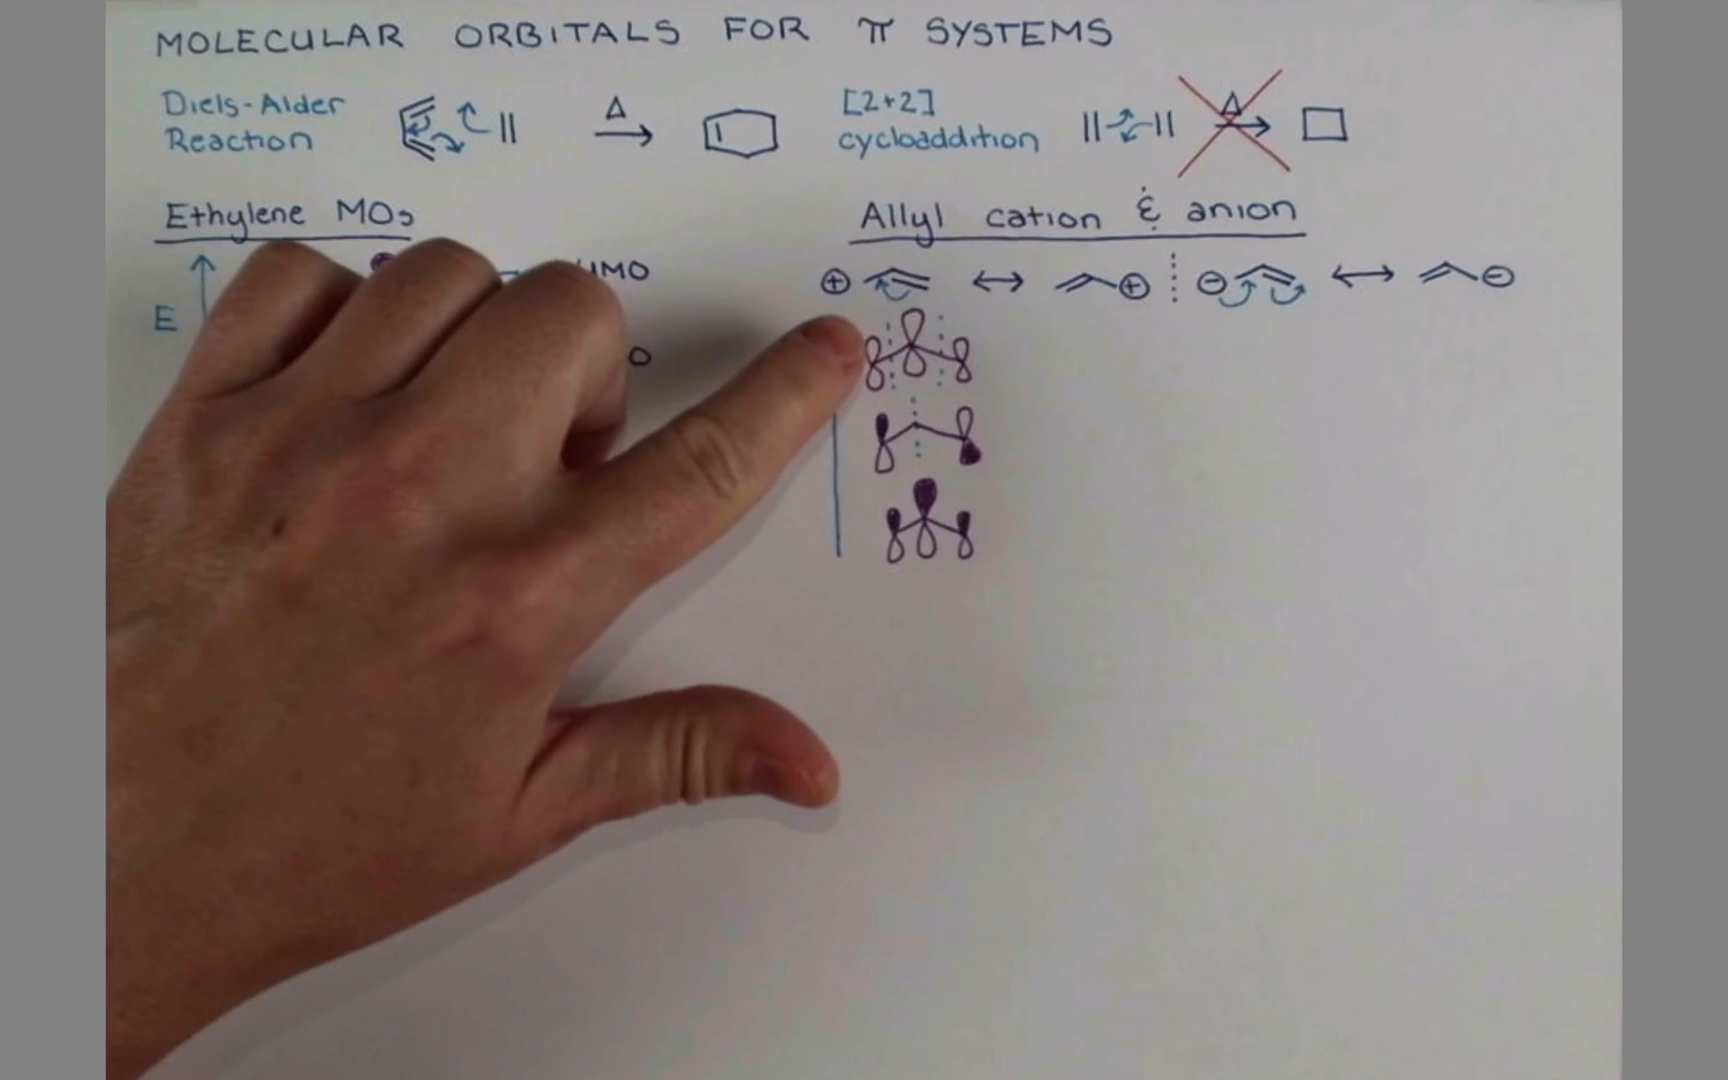 MOLECULAR ORBITALS FOR π SYSTEMS
Diels-Alder
Reaction
Δ
[2+2]
cycloaddition
Δ
Ethylene MOs
Allyl cation & anion
E
⊕ ↔ ⊕ ⊖ ↔ ⊖